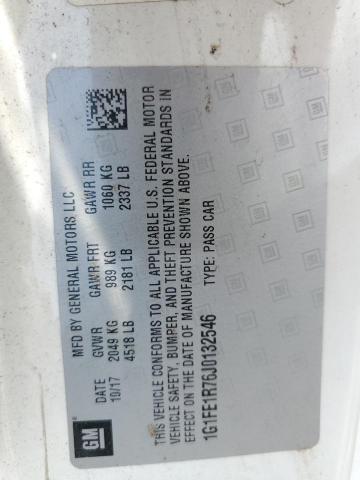 MFD BY GENERAL MOTORS LLC
DATE GVWR GAWR FRT GAWR RR
10/17 2049 KG 989 KG 1060 KG
4518 LB 2181 LB 2337 LB
THIS VEHICLE CONFORMS TO ALL APPLICABLE U.S. FEDERAL MOTOR
VEHICLE SAFETY, BUMPER, AND THEFT PREVENTION STANDARDS IN
EFFECT ON THE DATE OF MANUFACTURE SHOWN ABOVE.
1G1FE1R76J0132546 TYPE: PASS CAR
GM